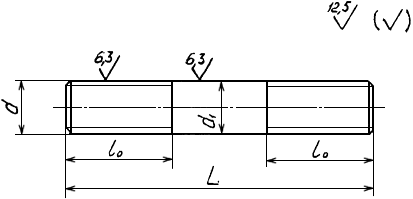 12,5 (√)
6,3 6,3
d d₁
l₀ l₀
L